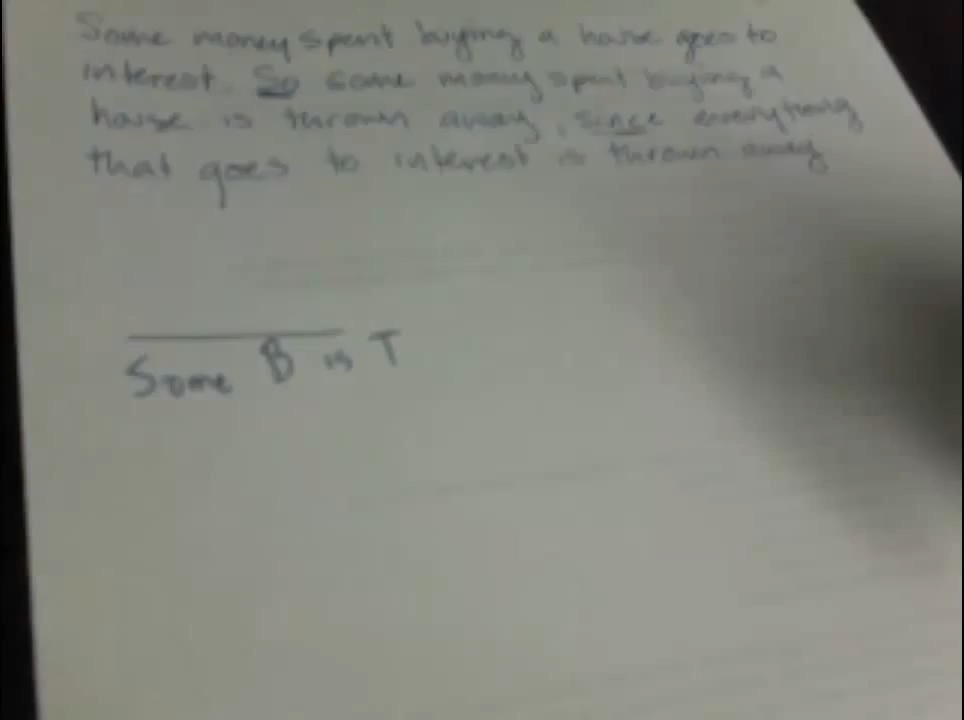 Some money spent buying a house goes to
interest. So some money spent buying a
house is thrown away, since everything
that goes to interest is thrown away
Some B is T